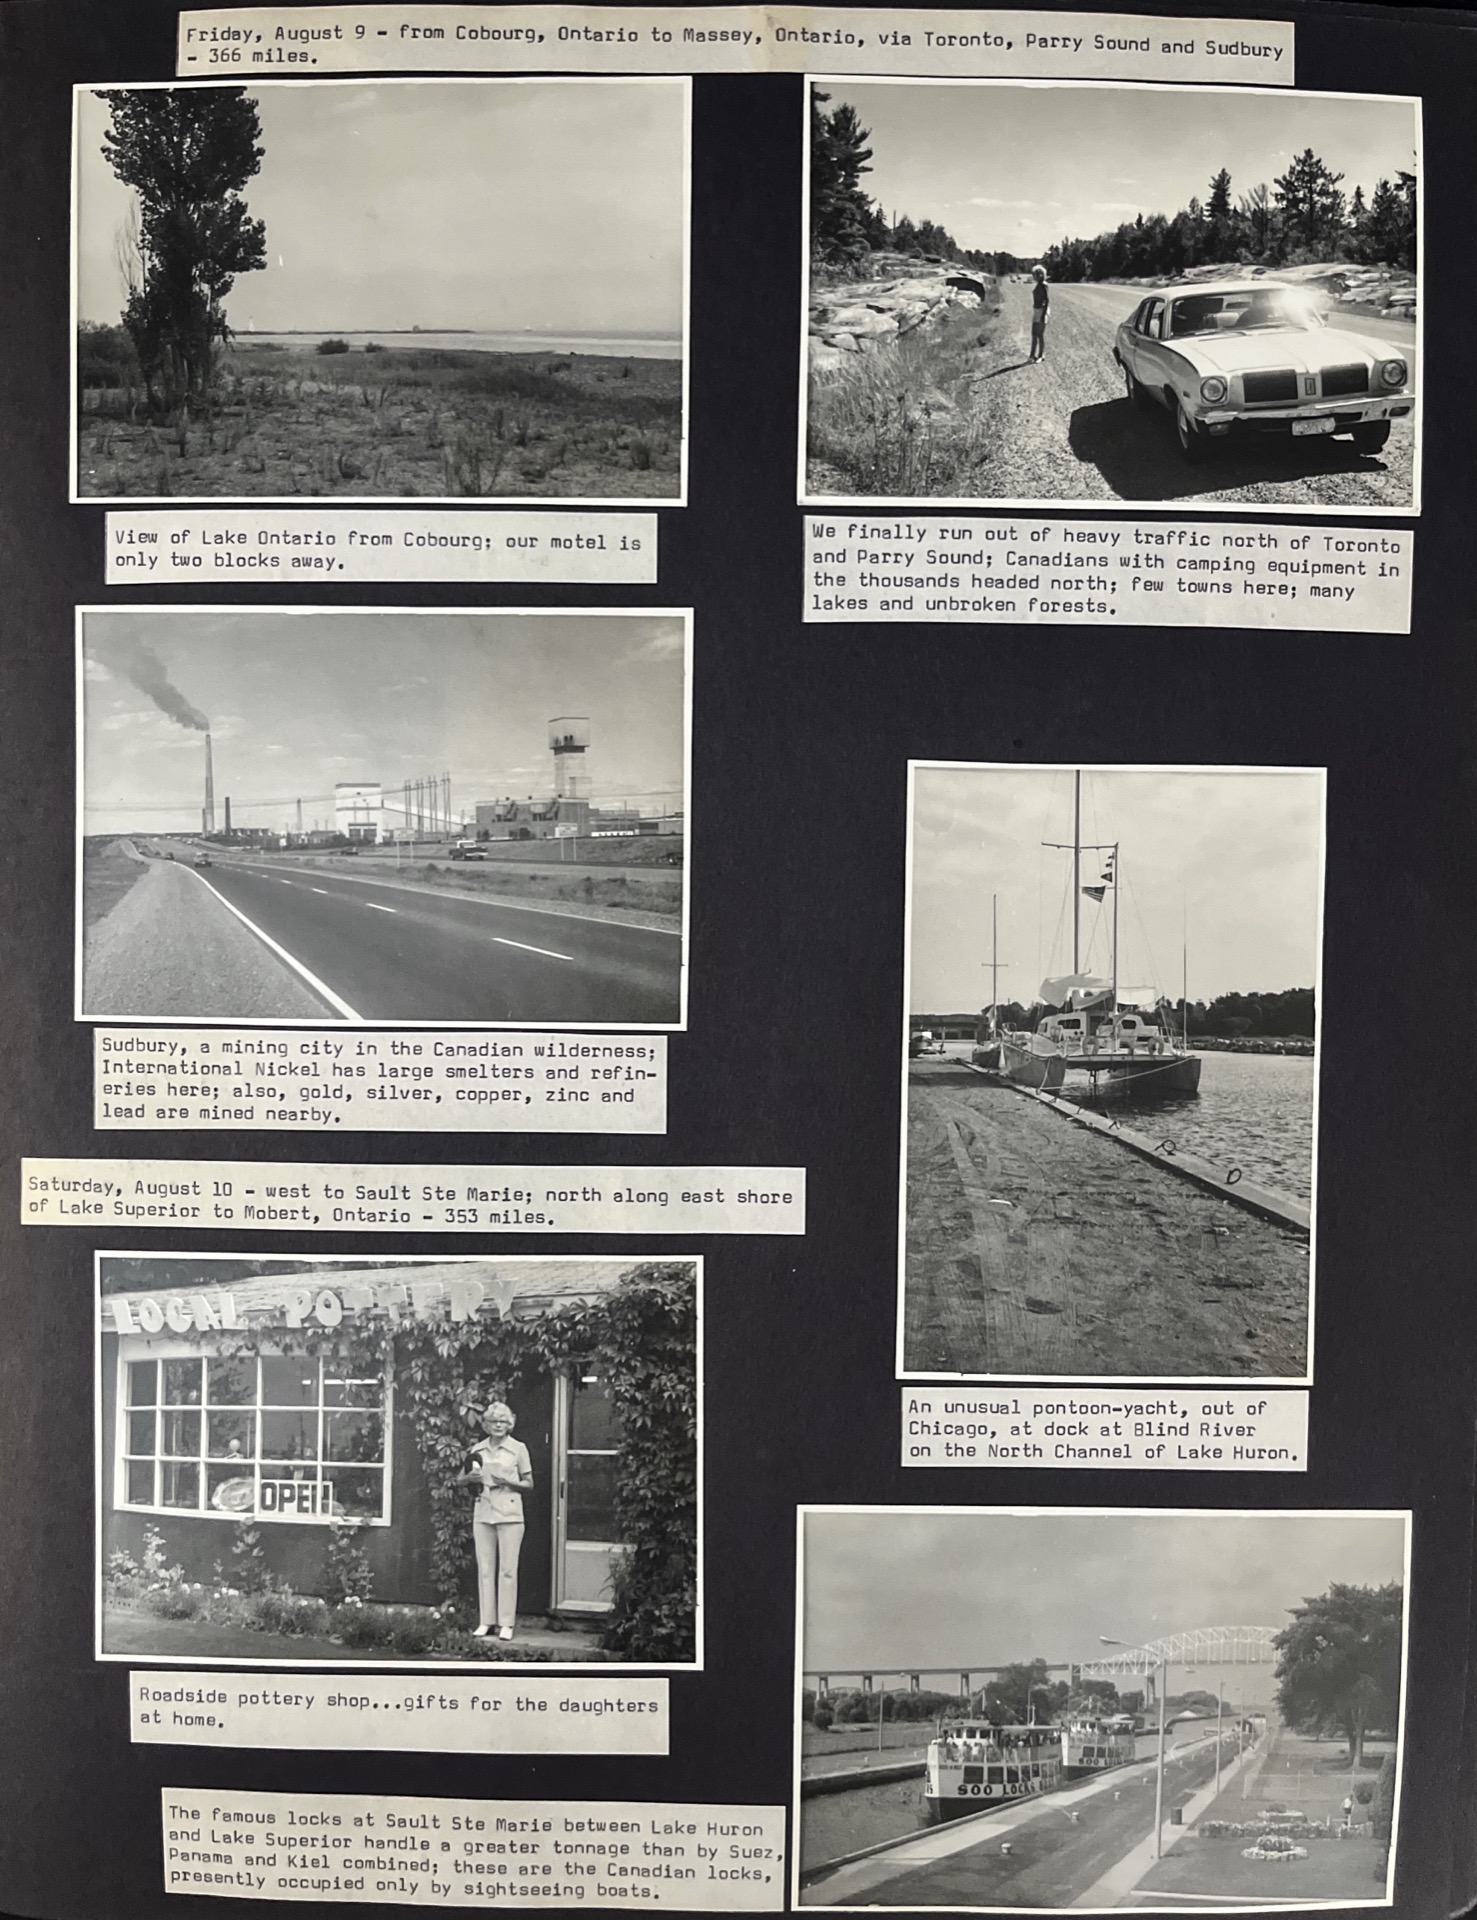 Friday, August 9 - from Cobourg, Ontario to Massey, Ontario, via Toronto, Parry Sound and Sudbury
- 366 miles.
View of Lake Ontario from Cobourg; our motel is
only two blocks away.
We finally run out of heavy traffic north of Toronto
and Parry Sound; Canadians with camping equipment in
the thousands headed north; few towns here; many
lakes and unbroken forests.
Sudbury, a mining city in the Canadian wilderness;
International Nickel has large smelters and refin-
eries here; also, gold, silver, copper, zinc and
lead are mined nearby.
Saturday, August 10 - west to Sault Ste Marie; north along east shore
of Lake Superior to Mobert, Ontario - 353 miles.
LOCAL POTTERY
OPEN
An unusual pontoon-yacht, out of
Chicago, at dock at Blind River
on the North Channel of Lake Huron.
Roadside pottery shop...gifts for the daughters
at home.
SOO LOCKS
SOO
The famous locks at Sault Ste Marie between Lake Huron
and Lake Superior handle a greater tonnage than by Suez,
Panama and Kiel combined; these are the Canadian locks,
presently occupied only by sightseeing boats.